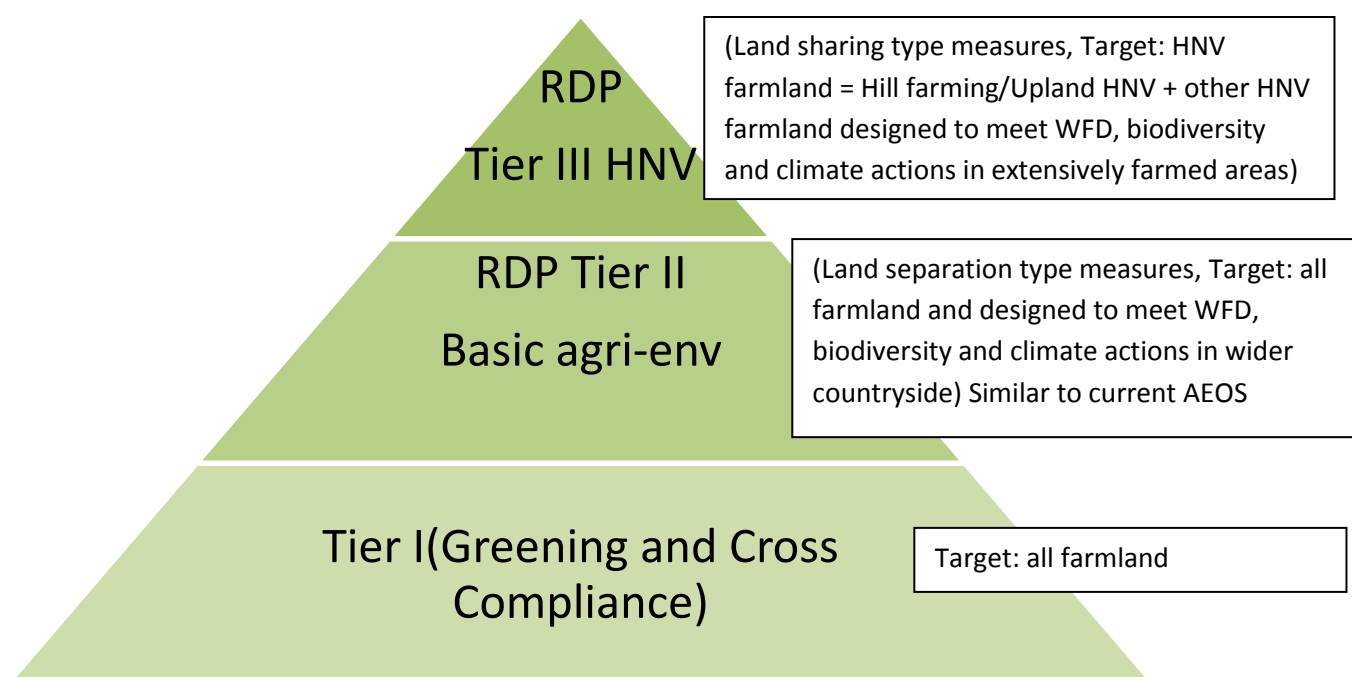 RDP
Tier III HNV
(Land sharing type measures, Target: HNV
farmland = Hill farming/Upland HNV + other HNV
farmland designed to meet WFD, biodiversity
and climate actions in extensively farmed areas)
RDP Tier II
Basic agri-env
(Land separation type measures, Target: all
farmland and designed to meet WFD,
biodiversity and climate actions in wider
countryside) Similar to current AEOS
Tier I(Greening and Cross
Compliance)
Target: all farmland